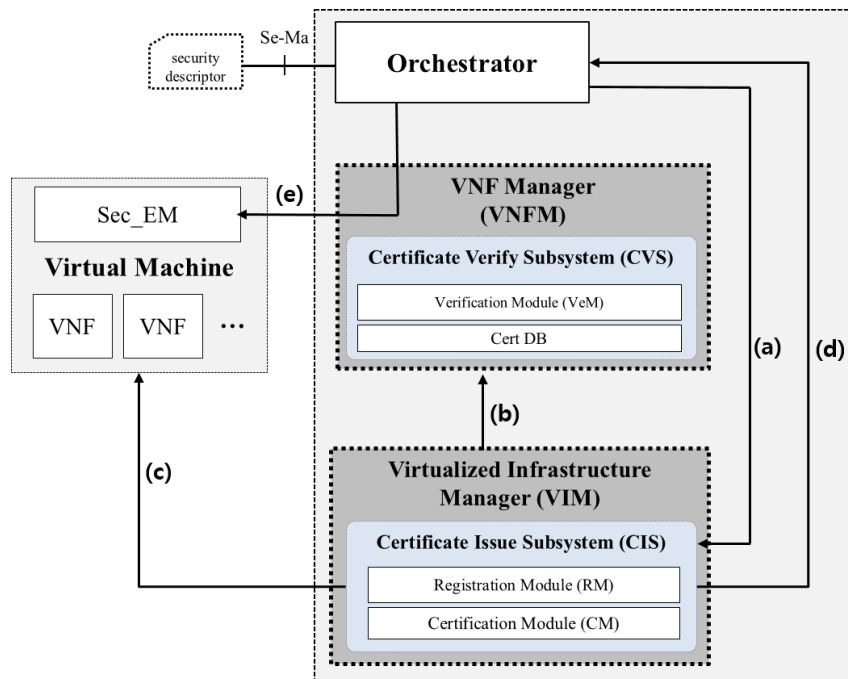 Se-Ma
security
descriptor
Orchestrator
(e)
(a)
(d)
Sec_EM
Virtual Machine
VNF
VNF
...
VNF Manager
(VNFM)
Certificate Verify Subsystem (CVS)
Verification Module (VeM)
Cert DB
(b)
(c)
Virtualized Infrastructure
Manager (VIM)
Certificate Issue Subsystem (CIS)
Registration Module (RM)
Certification Module (CM)